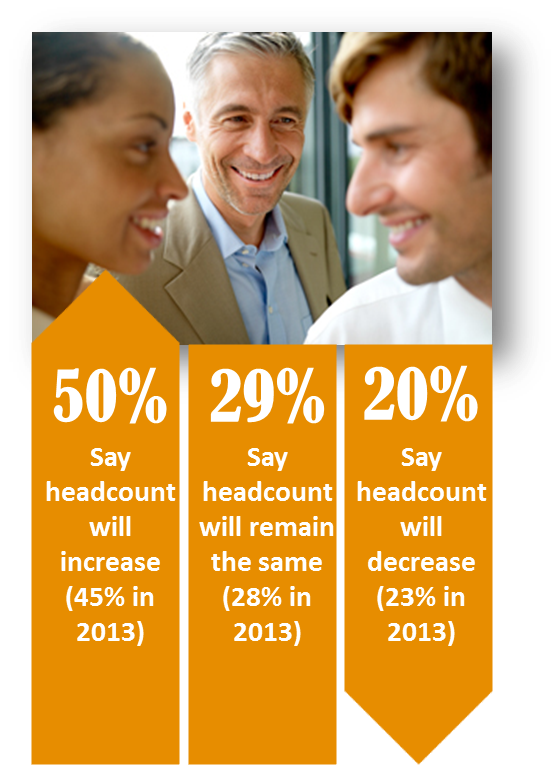 50%
Say
headcount
will
increase
(45% in
2013)
29%
Say
headcount
will remain
the same
(28% in
2013)
20%
Say
headcount
will
decrease
(23% in
2013)